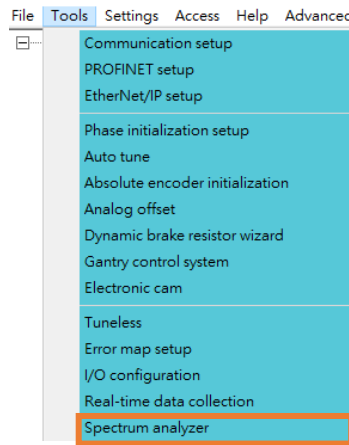 File Tools Settings Access Help Advanced
Communication setup
PROFINET setup
EtherNet/IP setup
Phase initialization setup
Auto tune
Absolute encoder initialization
Analog offset
Dynamic brake resistor wizard
Gantry control system
Electronic cam
Tuneless
Error map setup
I/O configuration
Real-time data collection
Spectrum analyzer